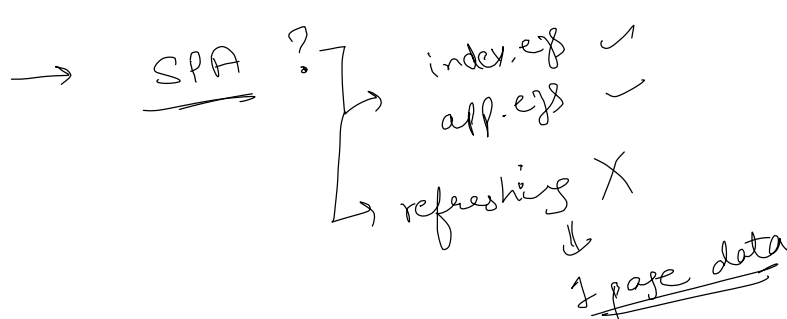 → SPA ?
index.ejs ✓
app.ejs ✓
refreshing X
1 page data